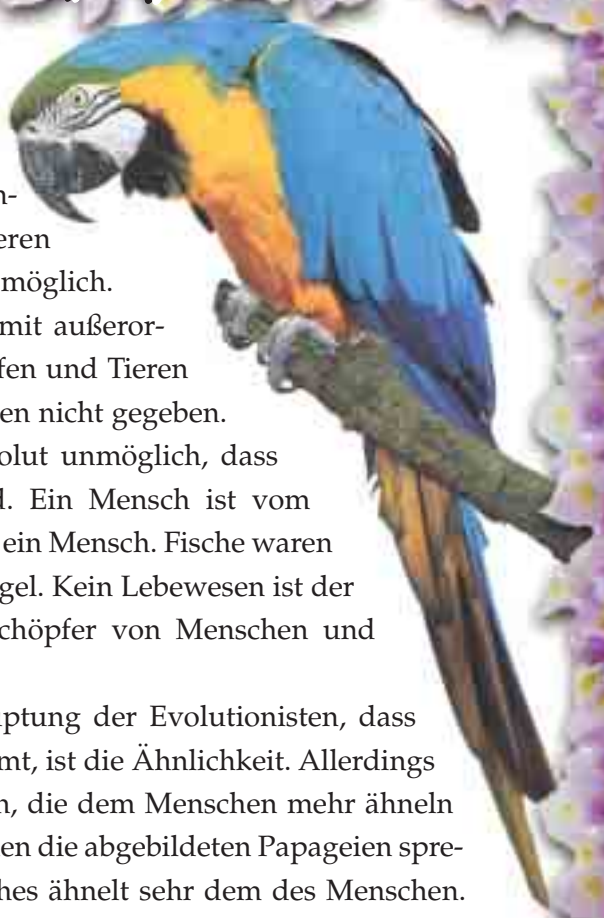 n-
eren
möglich.
mit außeror-
fen und Tieren
en nicht gegeben.
olut unmöglich, dass
d. Ein Mensch ist vom
ein Mensch. Fische waren
gel. Kein Lebewesen ist der
chöpfer von Menschen und
ptung der Evolutionisten, dass
mt, ist die Ähnlichkeit. Allerdings
n, die dem Menschen mehr ähneln
en die abgebildeten Papageien spre-
hes ähnelt sehr dem des Menschen.